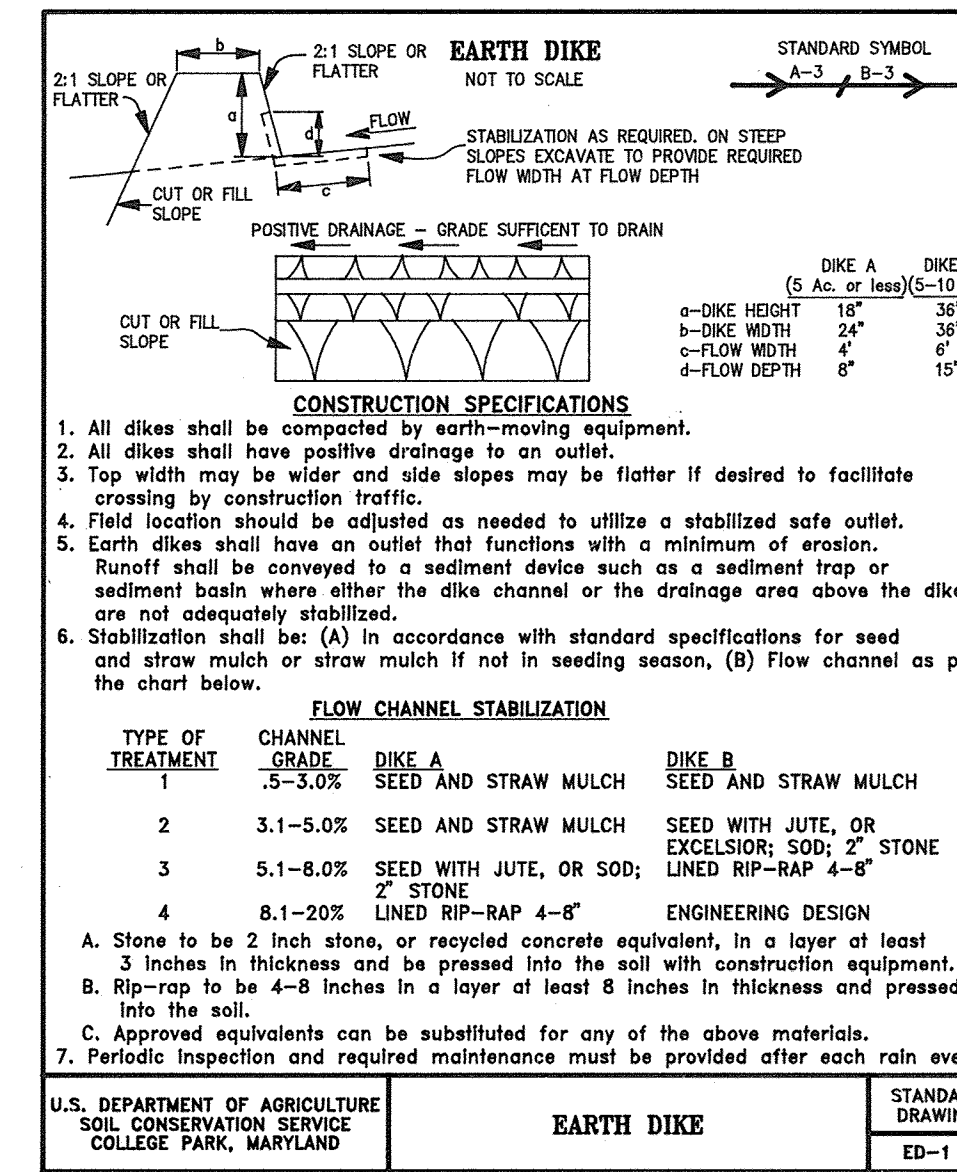 EARTH DIKE
NOT TO SCALE
STANDARD SYMBOL
A-3 / B-3
b
2:1 SLOPE OR
FLATTER
2:1 SLOPE OR
FLATTER
a
d
FLOW
c
STABILIZATION AS REQUIRED. ON STEEP
SLOPES EXCAVATE TO PROVIDE REQUIRED
FLOW WIDTH AT FLOW DEPTH
CUT OR FILL
SLOPE
POSITIVE DRAINAGE - GRADE SUFFICENT TO DRAIN
CUT OR FILL
SLOPE
DIKE A DIKE
(5 Ac. or less)(5-10
a-DIKE HEIGHT 18" 36"
b-DIKE WIDTH 24" 36"
c-FLOW WIDTH 4' 6'
d-FLOW DEPTH 8" 15"
CONSTRUCTION SPECIFICATIONS
1. All dikes shall be compacted by earth-moving equipment.
2. All dikes shall have positive drainage to an outlet.
3. Top width may be wider and side slopes may be flatter if desired to facilitate
crossing by construction traffic.
4. Field location should be adjusted as needed to utilize a stabilized safe outlet.
5. Earth dikes shall have an outlet that functions with a minimum of erosion.
Runoff shall be conveyed to a sediment device such as a sediment trap or
sediment basin where either the dike channel or the drainage area above the dike
are not adequately stabilized.
6. Stabilization shall be: (A) In accordance with standard specifications for seed
and straw mulch or straw mulch if not in seeding season, (B) Flow channel as p
the chart below.
FLOW CHANNEL STABILIZATION
TYPE OF CHANNEL
TREATMENT GRADE DIKE A DIKE B
1 .5-3.0% SEED AND STRAW MULCH SEED AND STRAW MULCH
2 3.1-5.0% SEED AND STRAW MULCH SEED WITH JUTE, OR
EXCELSIOR; SOD; 2" STONE
3 5.1-8.0% SEED WITH JUTE, OR SOD; LINED RIP-RAP 4-8"
2" STONE
4 8.1-20% LINED RIP-RAP 4-8" ENGINEERING DESIGN
A. Stone to be 2 inch stone, or recycled concrete equivalent, in a layer at least
3 inches in thickness and be pressed into the soil with construction equipment.
B. Rip-rap to be 4-8 inches in a layer at least 8 inches in thickness and pressed
into the soil.
C. Approved equivalents can be substituted for any of the above materials.
7. Periodic inspection and required maintenance must be provided after each rain eve
U.S. DEPARTMENT OF AGRICULTURE
SOIL CONSERVATION SERVICE
COLLEGE PARK, MARYLAND
EARTH DIKE
STANDA
DRAWIN
ED-1